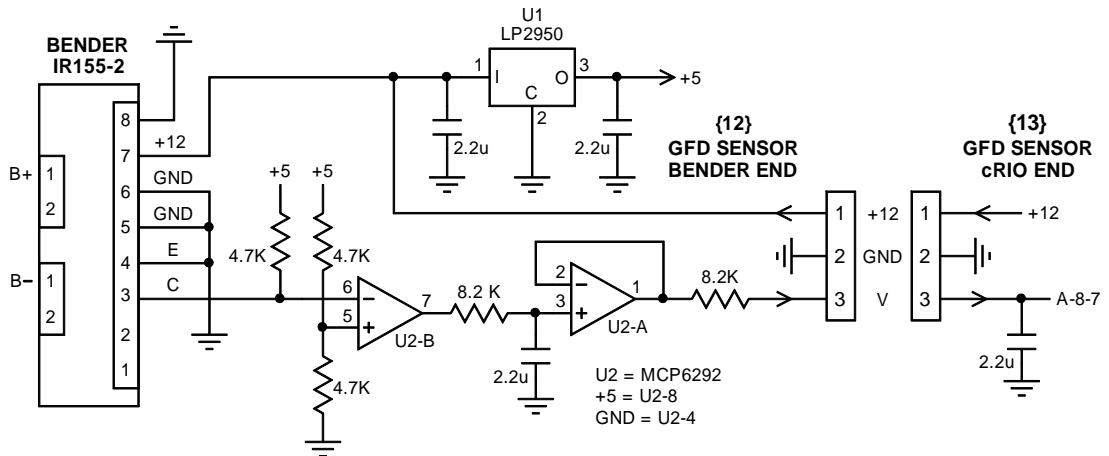 BENDER
IR155-2
8
7
6
5
4
3
2
1
+12
GND
GND
E
C
B+
1
2
B-
1
2
U1
LP2950
1
I
O
3
C
2
+5
2.2u
2.2u
+5
+5
4.7K
4.7K
4.7K
6
5
7
U2-B
8.2 K
2.2u
2
3
1
U2-A
8.2K
U2 = MCP6292
+5 = U2-8
GND = U2-4
{12}
GFD SENSOR
BENDER END
{13}
GFD SENSOR
cRIO END
1 +12 1 +12
2 GND 2
3 V 3 A-8-7
2.2u